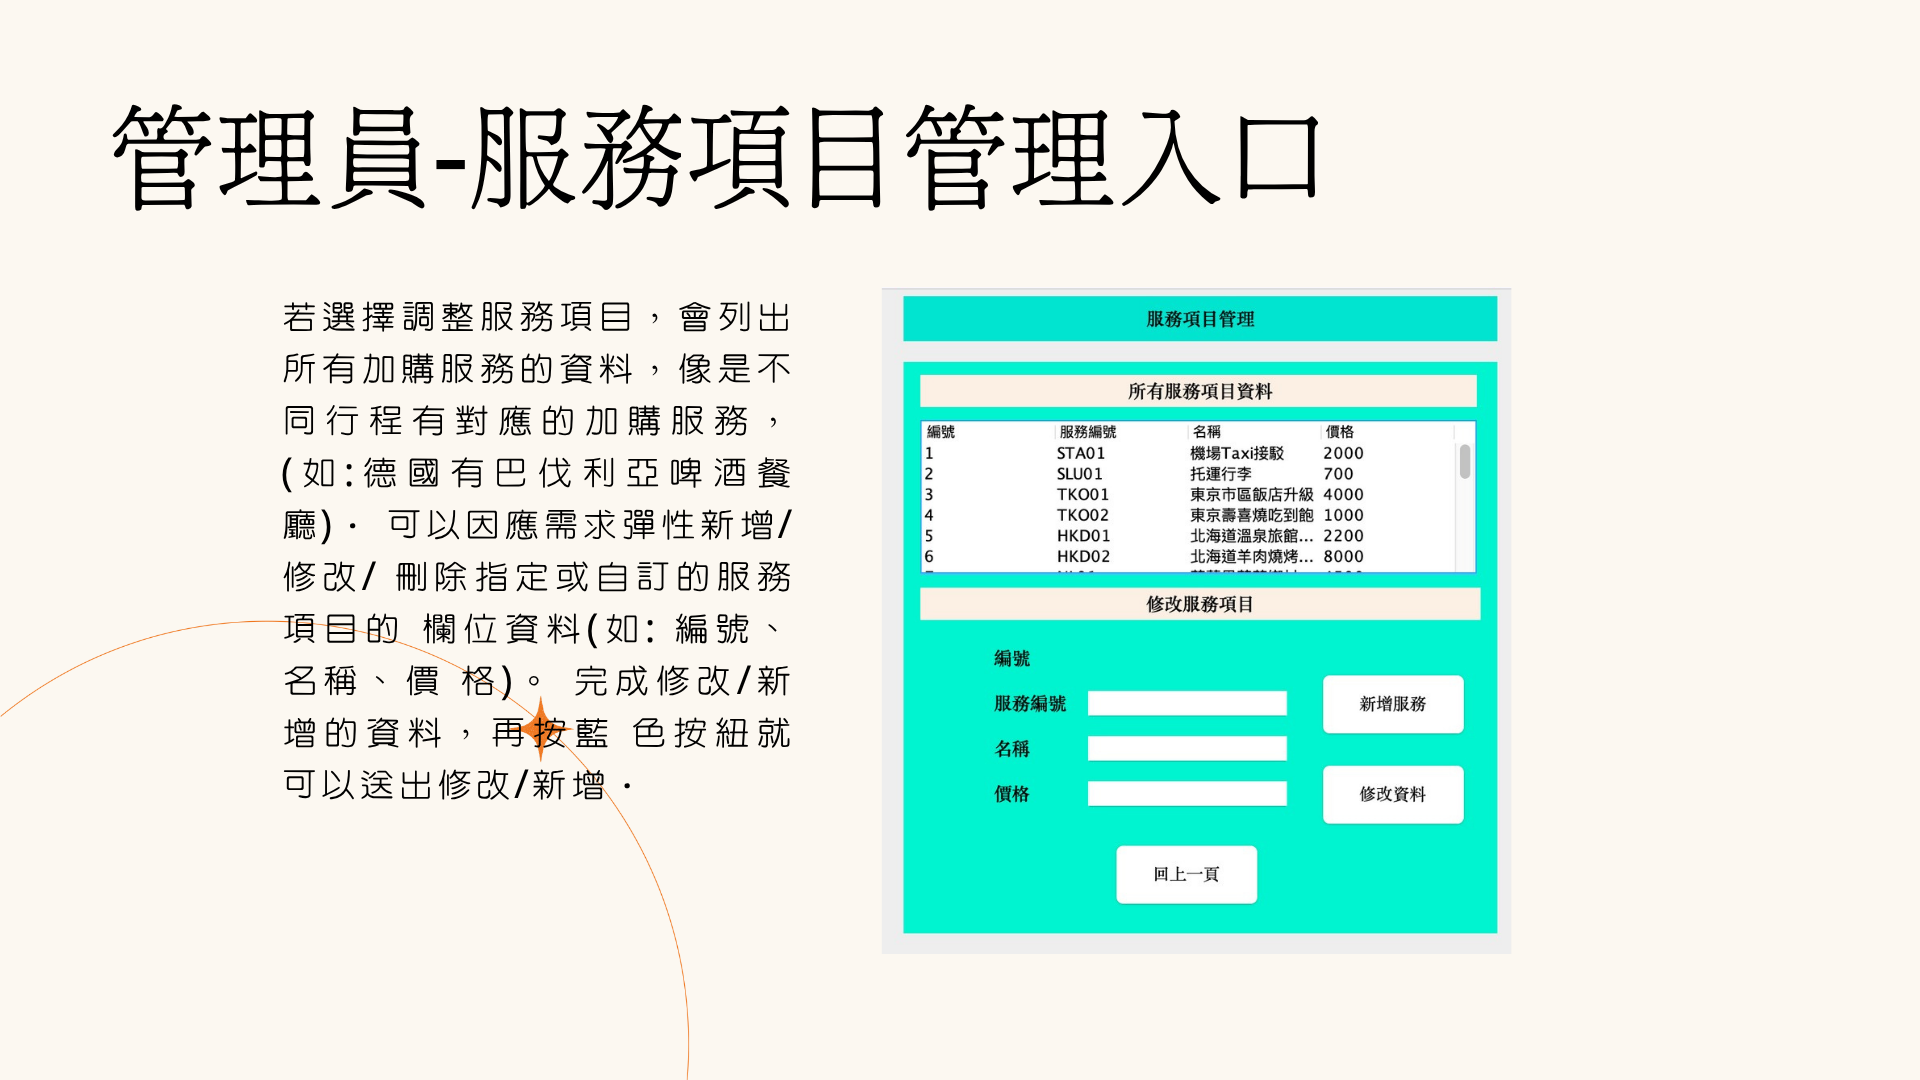 管理員-服務項目管理入口
若選擇調整服務項目，會列出
所有加購服務的資料，像是不
同行程有對應的加購服務，
(如:德國有巴伐利亞啤酒餐
廳)． 可以因應需求彈性新增/
修改/ 刪除指定或自訂的服務
項目的 欄位資料(如: 編號、
名稱、價 格)。 完成修改/新
增的資料，再按藍 色按紐就
可以送出修改/新增．
服務項目管理
所有服務項目資料
編號 服務編號 名稱 價格
1 STA01 機場Taxi接駁 2000
2 SLU01 托運行李 700
3 TKO01 東京市區飯店升級 4000
4 TKO02 東京壽喜燒吃到飽 1000
5 HKD01 北海道溫泉旅館... 2200
6 HKD02 北海道羊肉燒烤... 8000
修改服務項目
編號
服務編號
名稱
價格
新增服務
修改資料
回上一頁